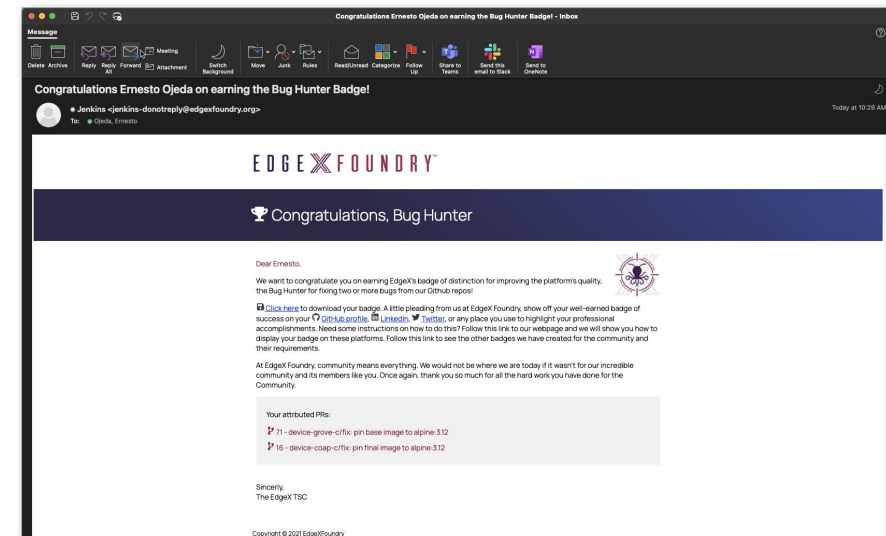 Congratulations Ernesto Ojeda on earning the Bug Hunter Badge! - Inbox
Message
Delete Archive Reply Reply All Forward Meeting Attachment Switch Background Move Junk Rules Read/Unread Categorize Follow Up Share to Teams Send this email to Slack Send to OneNote
Congratulations Ernesto Ojeda on earning the Bug Hunter Badge!
Jenkins <jenkins-donotreply@edgexfoundry.org>
Today at 10:29 AM
To: Ojeda, Ernesto
EDGE X FOUNDRY™
Congratulations, Bug Hunter
Dear Ernesto,
We want to congratulate you on earning EdgeX's badge of distinction for improving the platform's quality,
the Bug Hunter for fixing two or more bugs from our Github repos!
Click here to download your badge. A little pleading from us at EdgeX Foundry, show off your well-earned badge of
success on your GitHub profile, LinkedIn, Twitter, or any place you use to highlight your professional
accomplishments. Need some instructions on how to do this? Follow this link to our webpage and we will show you how to
display your badge on these platforms. Follow this link to see the other badges we have created for the community and
their requirements.
At EdgeX Foundry, community means everything. We would not be where we are today if it wasn't for our incredible
community and its members like you. Once again, thank you so much for all the hard work you have done for the
Community.
Your attrbuted PRs:
71 - device-grove-c/fix: pin base image to alpine:3.12
16 - device-coap-c/fix: pin final image to alpine:3.12
Sincerly,
The EdgeX TSC
Copyright © 2021 EdgeXFoundry